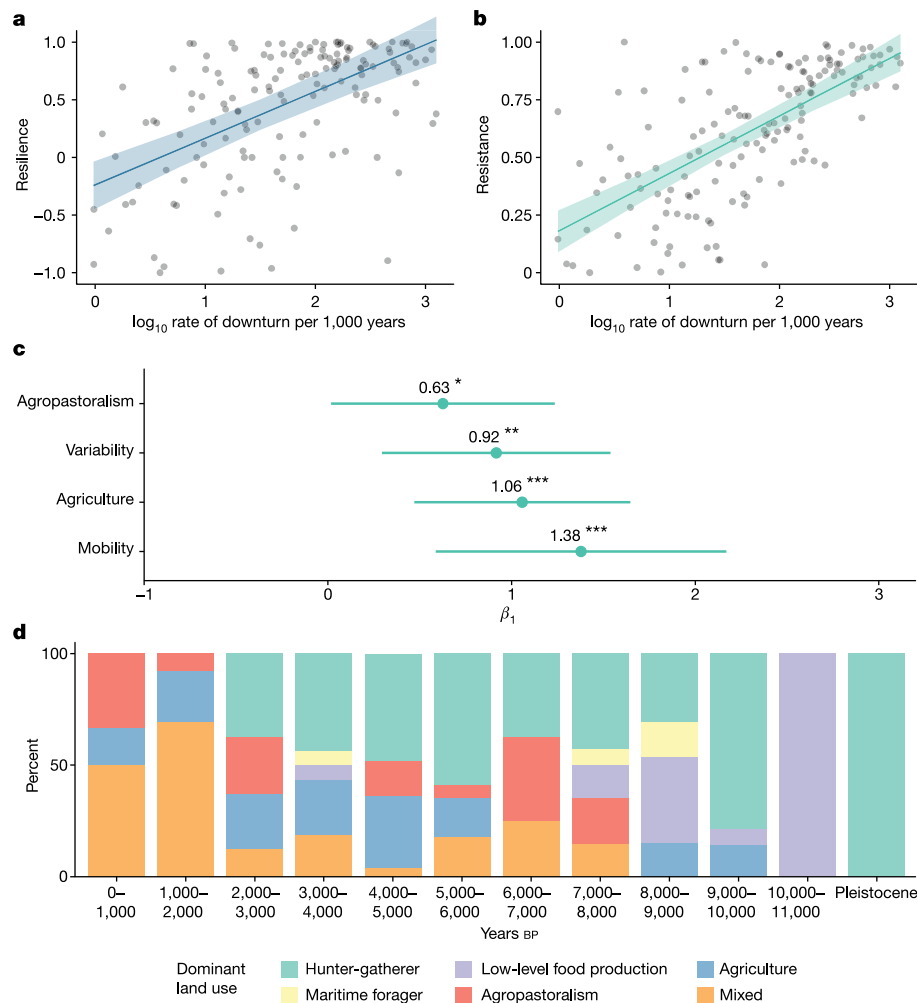 a
1.0
0.5
0
−0.5
−1.0
Resilience
0 1 2 3
log10 rate of downturn per 1,000 years
b
1.00
0.75
0.50
0.25
0
Resistance
0 1 2 3
log10 rate of downturn per 1,000 years
c
Agropastoralism
0.63 *
Variability
0.92 **
Agriculture
1.06 ***
Mobility
1.38 ***
−1 0 1 2 3
β1
d
100
50
0
Percent
0– 1,000– 2,000– 3,000– 4,000– 5,000– 6,000– 7,000– 8,000– 9,000– 10,000– Pleistocene
1,000 2,000 3,000 4,000 5,000 6,000 7,000 8,000 9,000 10,000 11,000
Years BP
Dominant
land use
Hunter-gatherer
Low-level food production
Agriculture
Maritime forager
Agropastoralism
Mixed